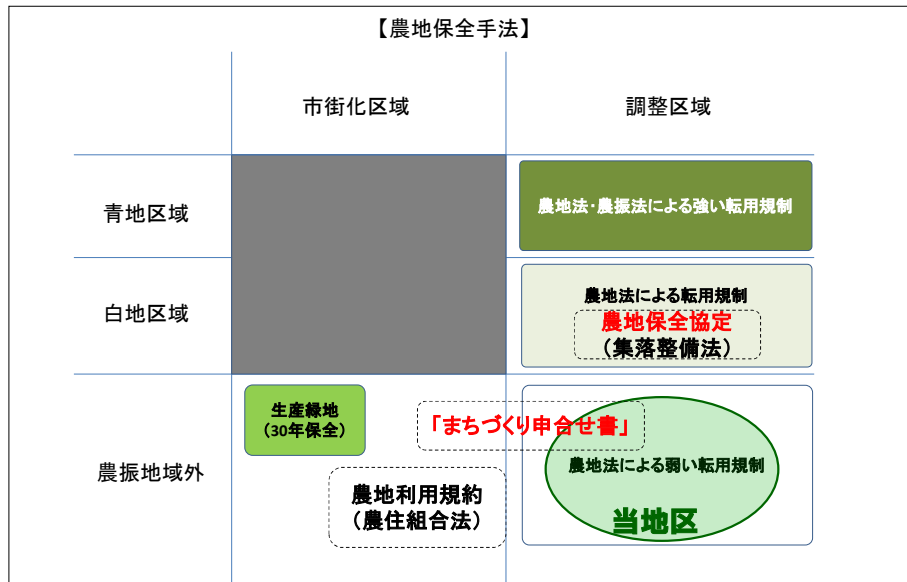 【農地保全手法】
市街化区域
調整区域
青地区域
農地法・農振法による強い転用規制
白地区域
農地法による転用規制
農地保全協定
（集落整備法）
農振地域外
生産緑地
（30年保全）
「まちづくり申合せ書」
農地法による弱い転用規制
農地利用規約
（農住組合法）
当地区